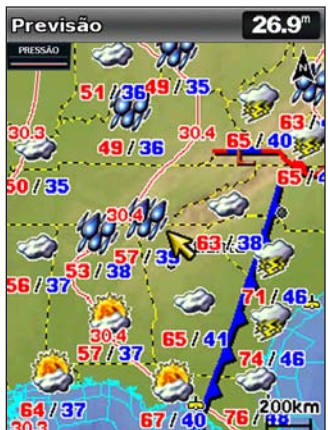 Previsão 26.9m
PRESSÃO
51 / 36 49 / 35
30.3 30.4 63 /
49 / 36 65 / 40
50 / 35 65 /
30.4
57 / 39 63 / 38
53 / 38
56 / 37 71 / 46
30.4 65 / 41
57 / 37 74 / 46
64 / 37 200km
30.3 67 / 40 76 /